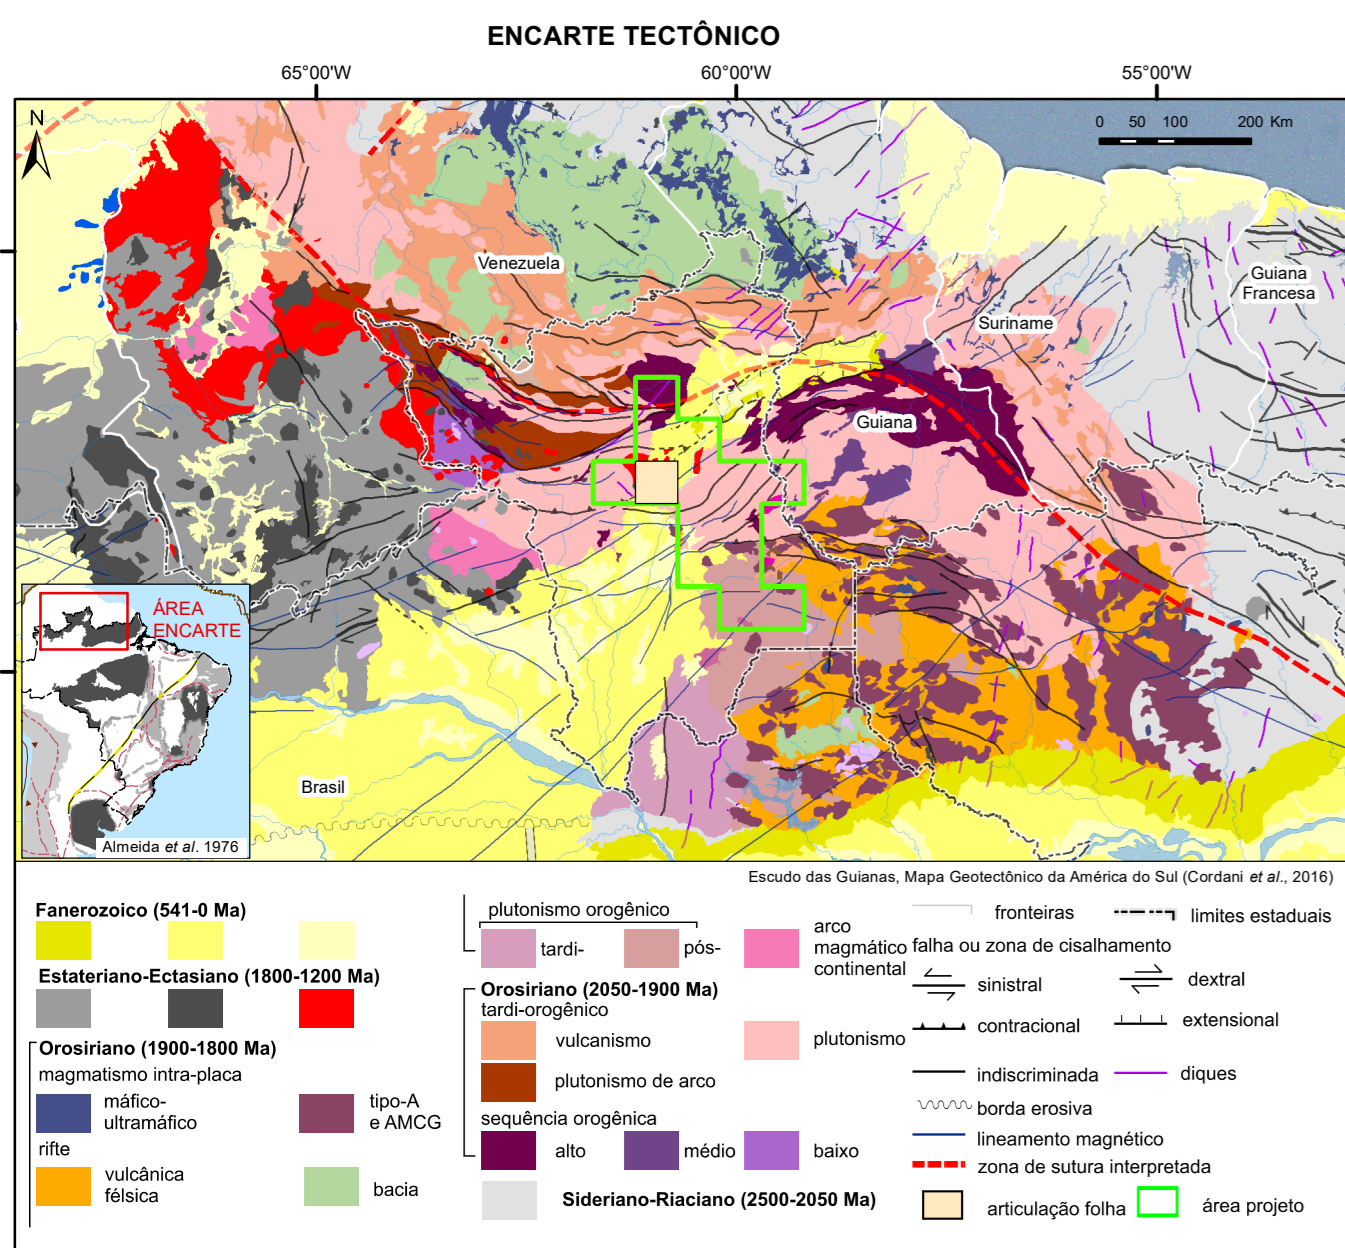 ENCARTE TECTÔNICO
65°00'W
60°00'W
55°00'W
N
0 50 100 200 Km
Venezuela
Guiana
Francesa
Suriname
Guiana
Brasil
ÁREA
ENCARTE
Almeida et al. 1976
Escudo das Guianas, Mapa Geotectônico da América do Sul (Cordani et al., 2016)
Fanerozoico (541-0 Ma)
Estateriano-Ectasiano (1800-1200 Ma)
Orosiriano (1900-1800 Ma)
magmatismo intra-placa
máfico-
ultramáfico
tipo-A
e AMCG
rifte
vulcânica
félsica
bacia
plutonismo orogênico
tardi-
pós-
arco
magmático
continental
Orosiriano (2050-1900 Ma)
tardi-orogênico
vulcanismo
plutonismo
plutonismo de arco
sequência orogênica
alto
médio
baixo
Sideriano-Riaciano (2500-2050 Ma)
fronteiras
limites estaduais
falha ou zona de cisalhamento
sinistral
dextral
contracional
extensional
indiscriminada
diques
borda erosiva
lineamento magnético
zona de sutura interpretada
articulação folha
área projeto